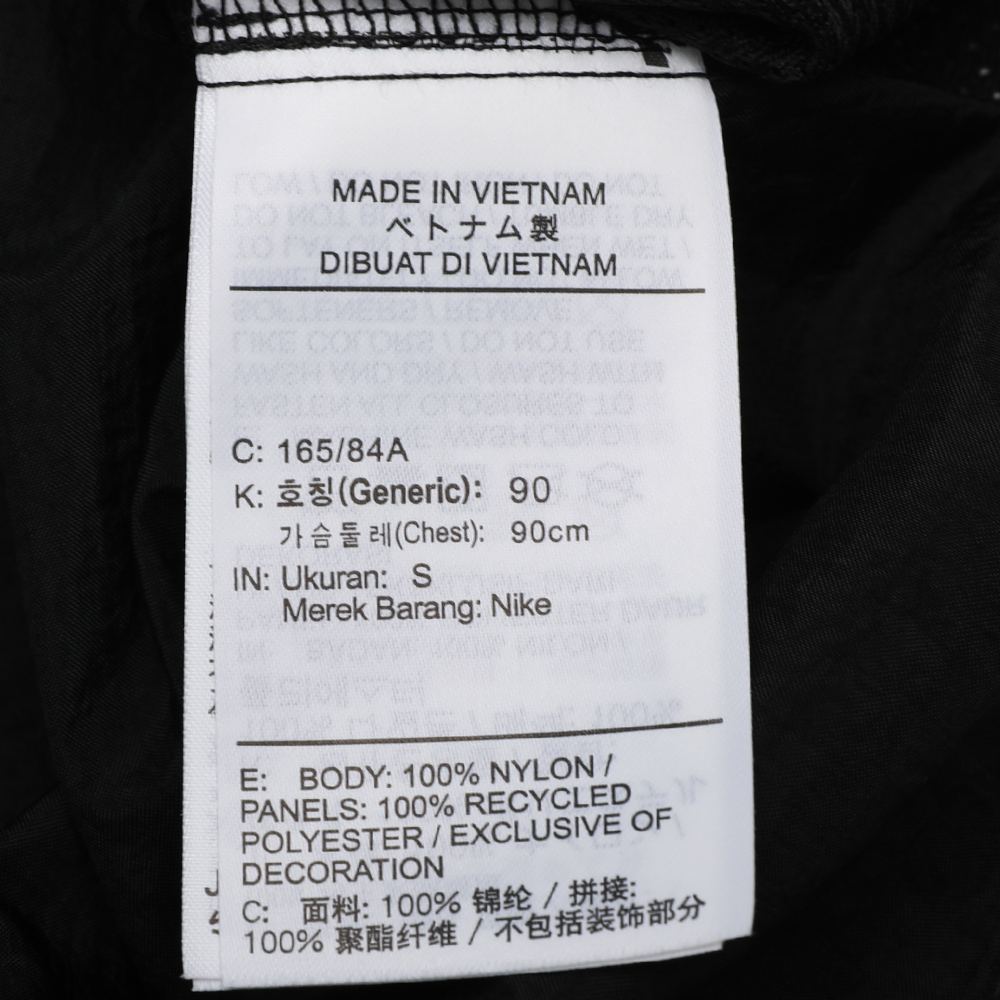 MADE IN VIETNAM
ベトナム製
DIBUAT DI VIETNAM
C: 165/84A
K: 호칭(Generic): 90
가슴둘레(Chest): 90cm
IN: Ukuran: S
Merek Barang: Nike
E: BODY: 100% NYLON /
PANELS: 100% RECYCLED
POLYESTER / EXCLUSIVE OF
DECORATION
C: 面料: 100% 锦纶 / 拼接:
100% 聚酯纤维 / 不包括装饰部分